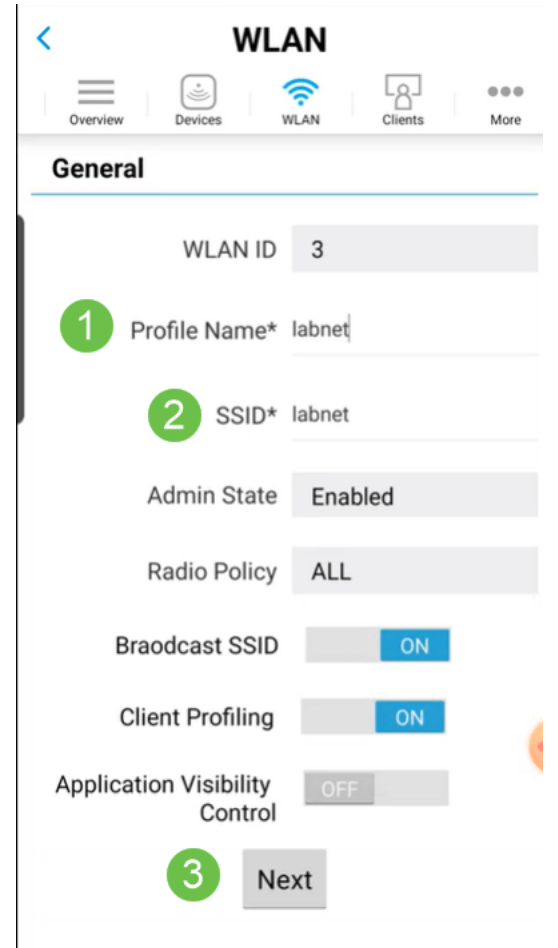 WLAN
Overview Devices WLAN Clients More
General
WLAN ID 3
1 Profile Name* labnet
2 SSID* labnet
Admin State Enabled
Radio Policy ALL
Braodcast SSID ON
Client Profiling ON
Application Visibility
Control OFF
3 Next